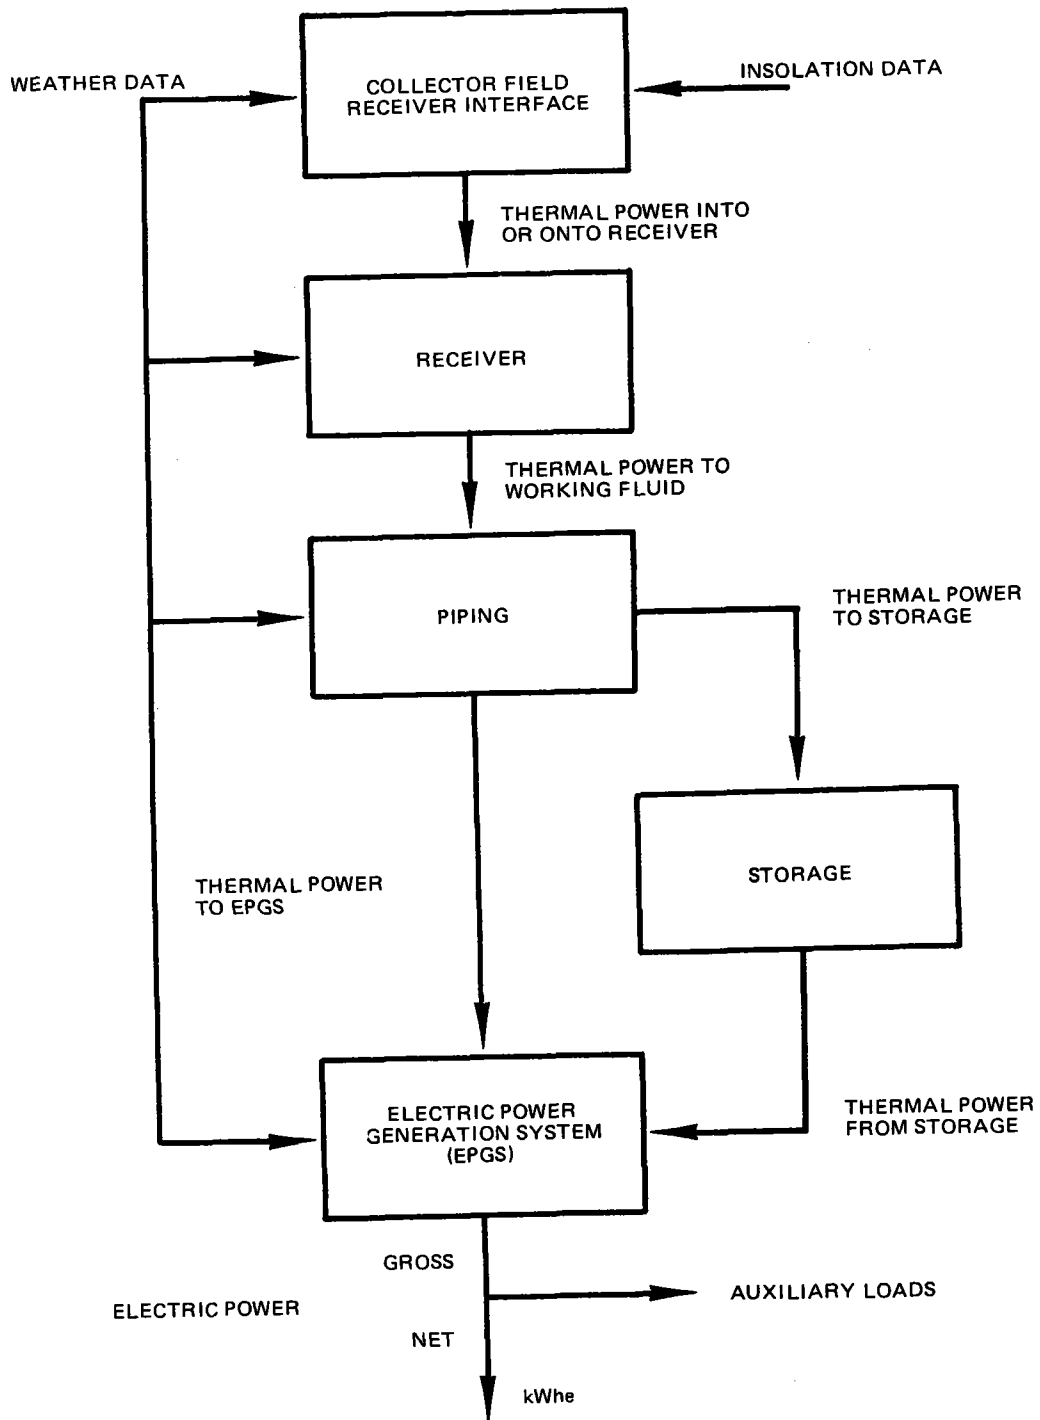 WEATHER DATA
COLLECTOR FIELD
RECEIVER INTERFACE
INSOLATION DATA
THERMAL POWER INTO
OR ONTO RECEIVER
RECEIVER
THERMAL POWER TO
WORKING FLUID
PIPING
THERMAL POWER
TO STORAGE
STORAGE
THERMAL POWER
TO EPGS
ELECTRIC POWER
GENERATION SYSTEM
(EPGS)
THERMAL POWER
FROM STORAGE
GROSS
AUXILIARY LOADS
ELECTRIC POWER
NET
kWhe